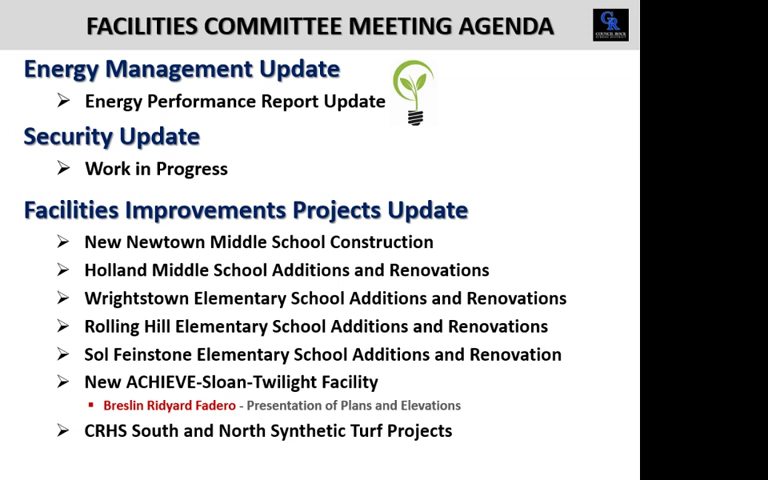 FACILITIES COMMITTEE MEETING AGENDA
CR
COUNCIL ROCK
Energy Management Update
Energy Performance Report Update
Security Update
Work in Progress
Facilities Improvements Projects Update
New Newtown Middle School Construction
Holland Middle School Additions and Renovations
Wrightstown Elementary School Additions and Renovations
Rolling Hill Elementary School Additions and Renovations
Sol Feinstone Elementary School Additions and Renovation
New ACHIEVE-Sloan-Twilight Facility
Breslin Ridyard Fadero - Presentation of Plans and Elevations
CRHS South and North Synthetic Turf Projects